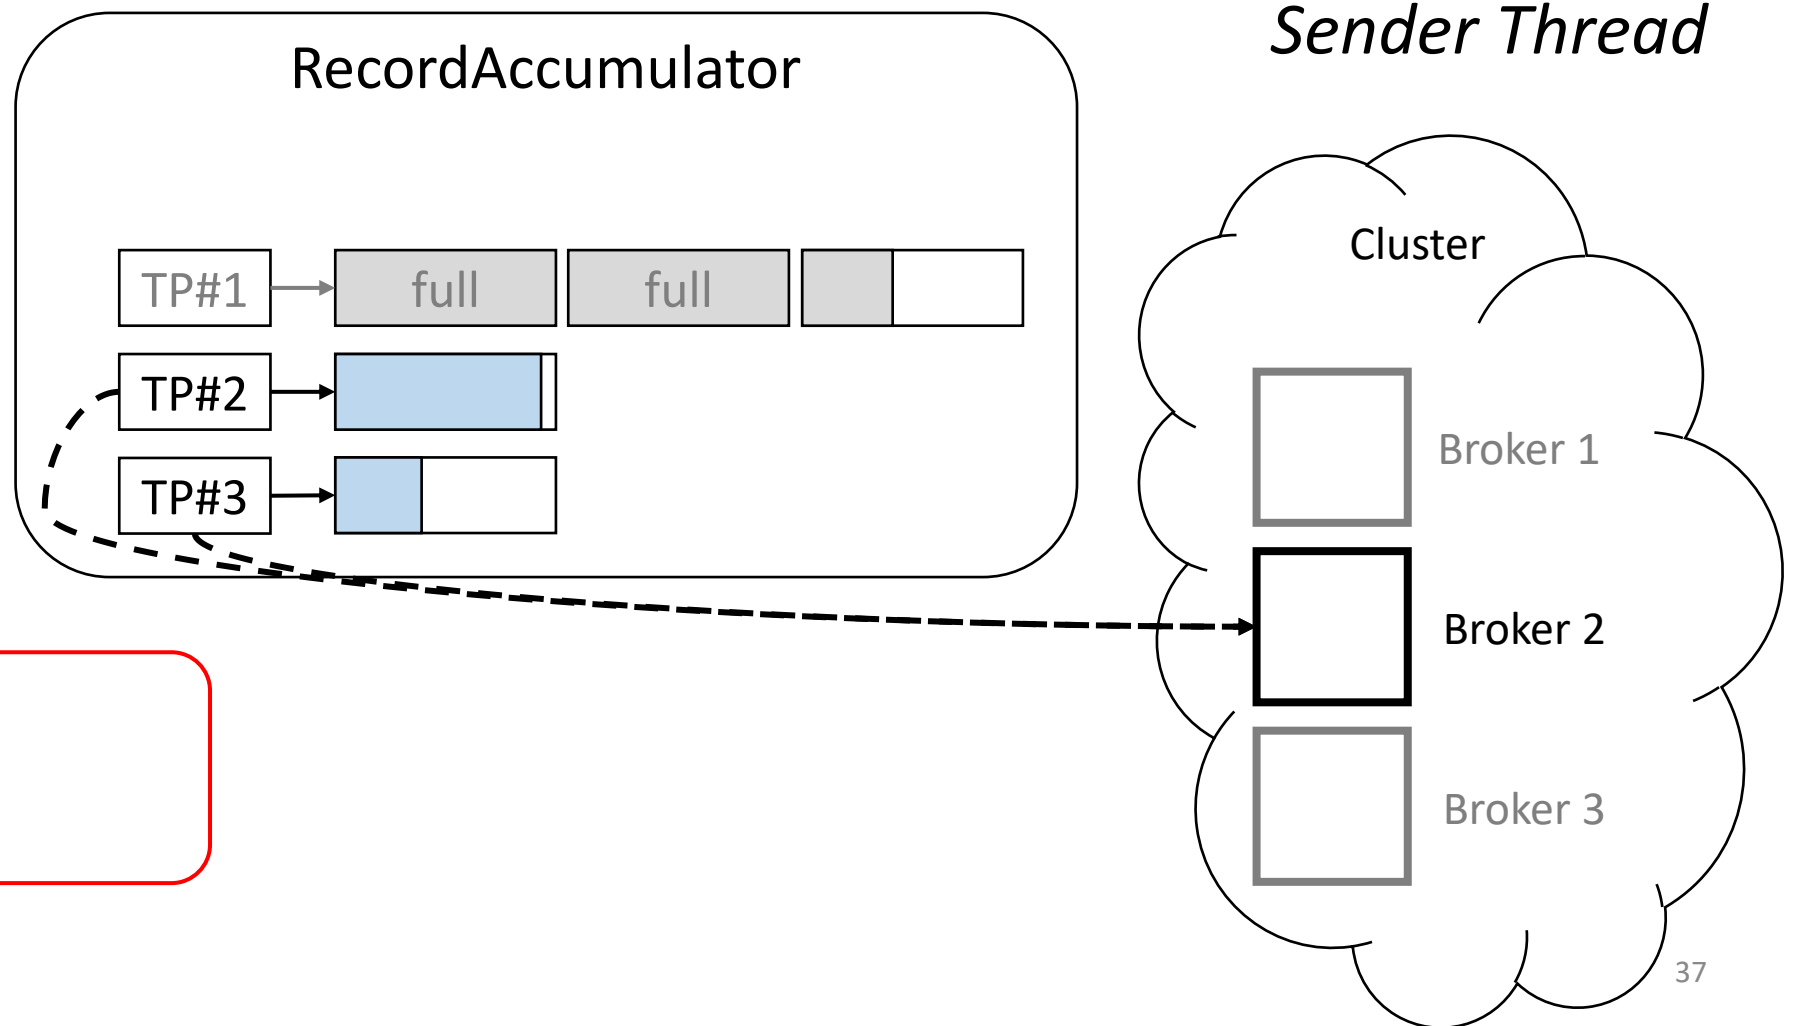 Sender Thread
RecordAccumulator
TP#1
full
full
TP#2
TP#3
Cluster
Broker 1
Broker 2
Broker 3
37